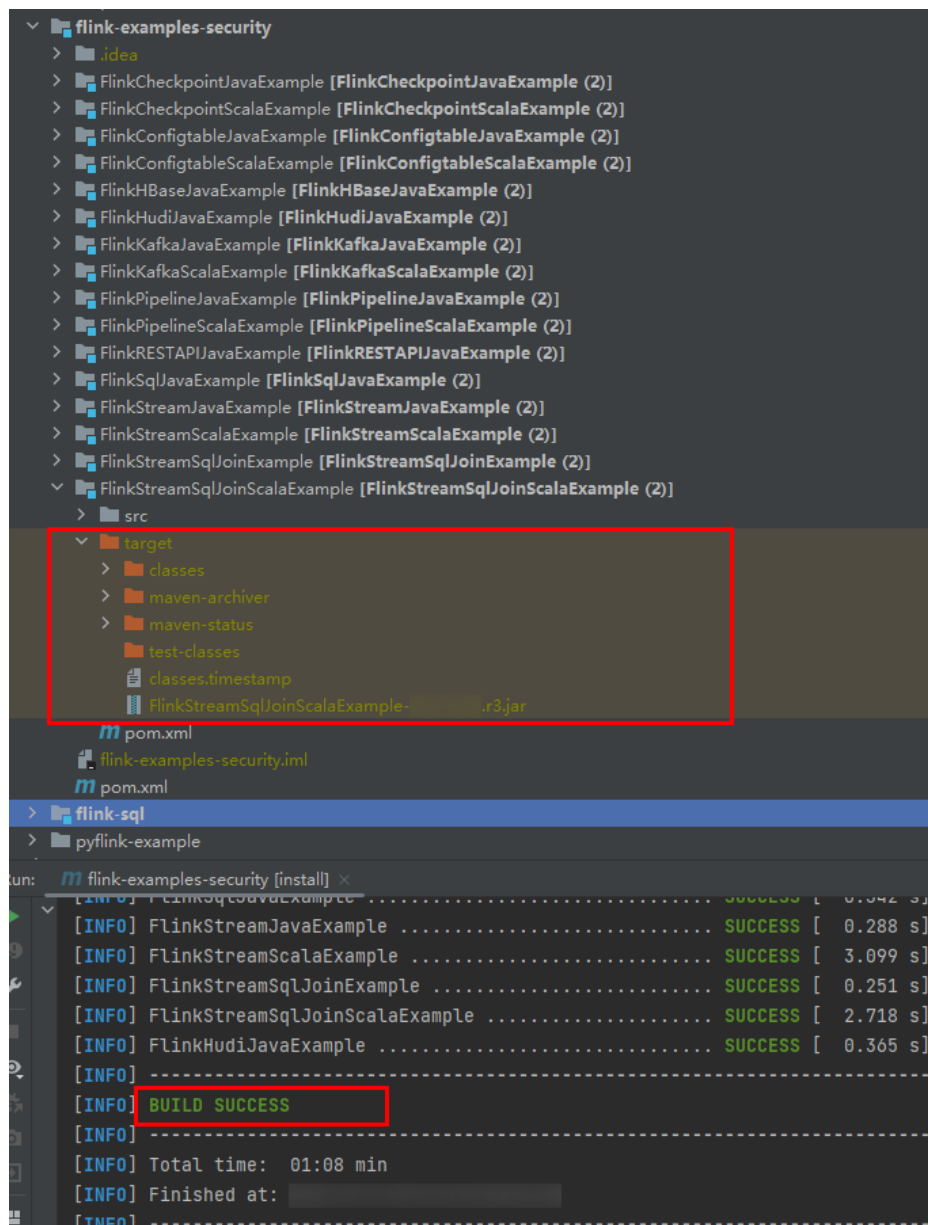 flink-examples-security
.idea
FlinkCheckpointJavaExample [FlinkCheckpointJavaExample (2)]
FlinkCheckpointScalaExample [FlinkCheckpointScalaExample (2)]
FlinkConfigtableJavaExample [FlinkConfigtableJavaExample (2)]
FlinkConfigtableScalaExample [FlinkConfigtableScalaExample (2)]
FlinkHBaseJavaExample [FlinkHBaseJavaExample (2)]
FlinkHudiJavaExample [FlinkHudiJavaExample (2)]
FlinkKafkaJavaExample [FlinkKafkaJavaExample (2)]
FlinkKafkaScalaExample [FlinkKafkaScalaExample (2)]
FlinkPipelineJavaExample [FlinkPipelineJavaExample (2)]
FlinkPipelineScalaExample [FlinkPipelineScalaExample (2)]
FlinkRESTAPIJavaExample [FlinkRESTAPIJavaExample (2)]
FlinkSqlJavaExample [FlinkSqlJavaExample (2)]
FlinkStreamJavaExample [FlinkStreamJavaExample (2)]
FlinkStreamScalaExample [FlinkStreamScalaExample (2)]
FlinkStreamSqlJoinExample [FlinkStreamSqlJoinExample (2)]
FlinkStreamSqlJoinScalaExample [FlinkStreamSqlJoinScalaExample (2)]
src
target
classes
maven-archiver
maven-status
test-classes
classes.timestamp
FlinkStreamSqlJoinScalaExample- .r3.jar
m pom.xml
flink-examples-security.iml
m pom.xml
flink-sql
pyflink-example
Run: m flink-examples-security [install] ×
[INFO] FlinkSqlJavaExample ................................ SUCCESS [  0.342 s]
[INFO] FlinkStreamJavaExample ............................. SUCCESS [  0.288 s]
[INFO] FlinkStreamScalaExample ............................ SUCCESS [  3.099 s]
[INFO] FlinkStreamSqlJoinExample .......................... SUCCESS [  0.251 s]
[INFO] FlinkStreamSqlJoinScalaExample ..................... SUCCESS [  2.718 s]
[INFO] FlinkHudiJavaExample ............................... SUCCESS [  0.365 s]
[INFO] ------------------------------------------------------------------------
[INFO] BUILD SUCCESS
[INFO] ------------------------------------------------------------------------
[INFO] Total time:  01:08 min
[INFO] Finished at:
[INFO] ------------------------------------------------------------------------